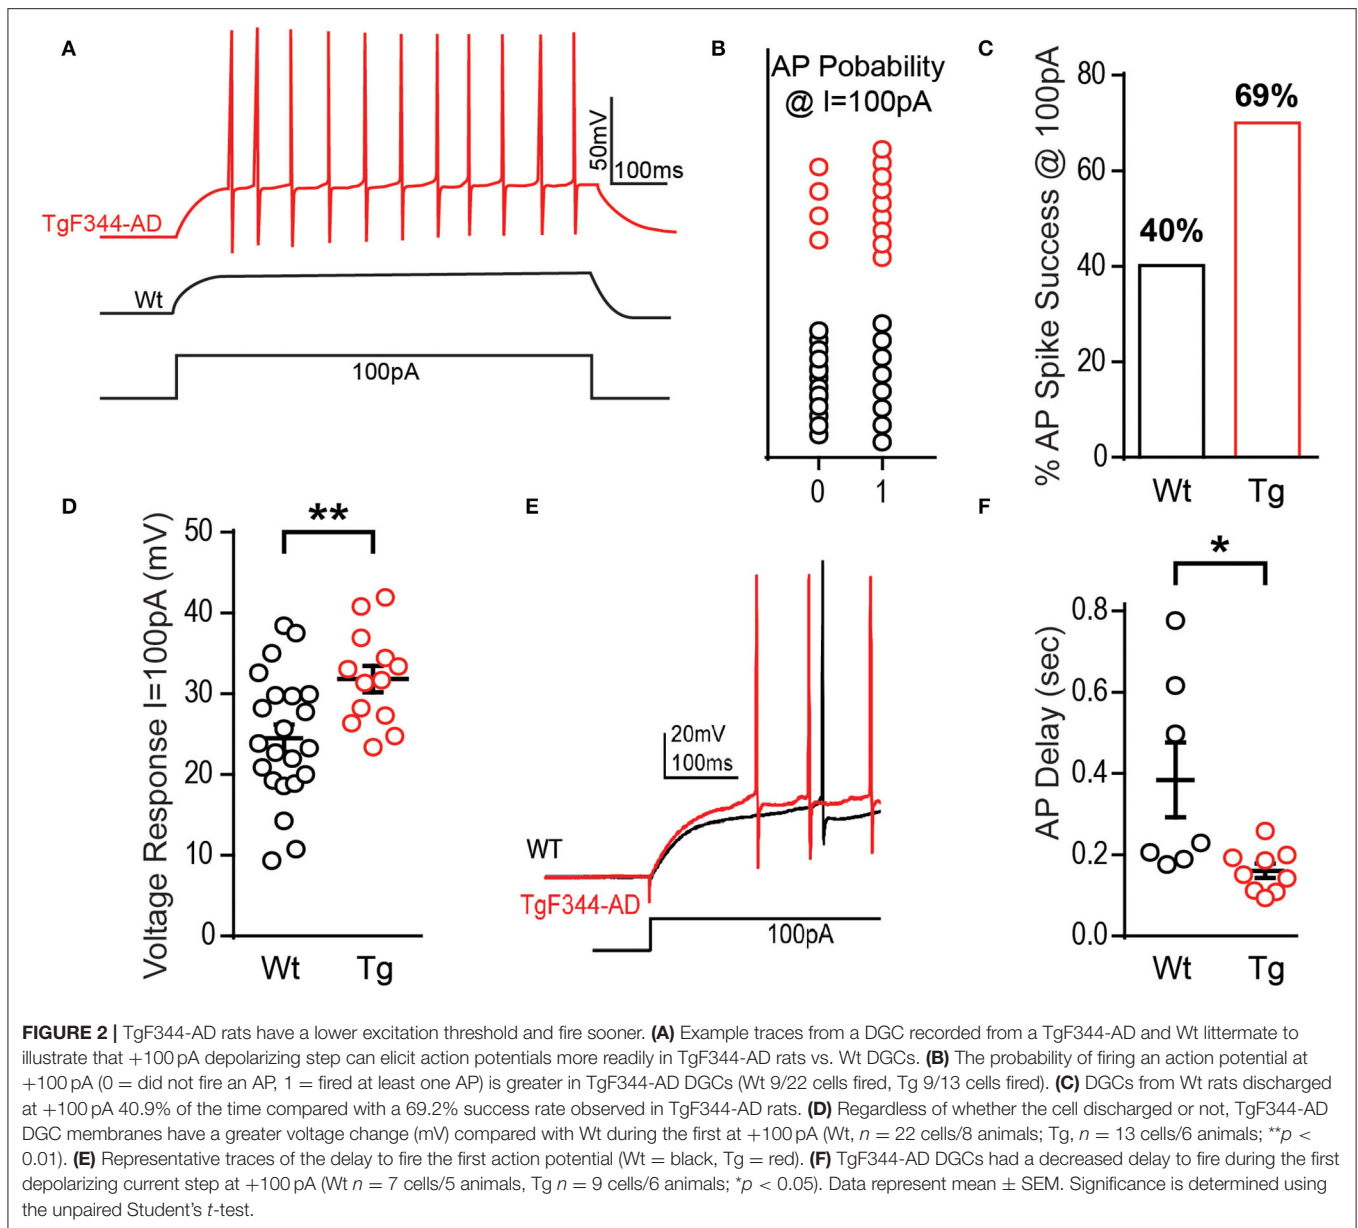 (A)
50mV
100ms
TgF344-AD
Wt
100pA
(B)
AP Pobability
@ I=100pA
0 1
(C)
% AP Spike Success @ 100pA
80
60
40
20
0
40%
69%
Wt Tg
(D)
Voltage Response I=100pA (mV)
50
40
30
20
10
0
**
Wt Tg
(E)
20mV
100ms
WT
TgF344-AD
100pA
(F)
AP Delay (sec)
0.8
0.6
0.4
0.2
0.0
*
Wt Tg
FIGURE 2 | TgF344-AD rats have a lower excitation threshold and fire sooner. (A) Example traces from a DGC recorded from a TgF344-AD and Wt littermate to
illustrate that +100 pA depolarizing step can elicit action potentials more readily in TgF344-AD rats vs. Wt DGCs. (B) The probability of firing an action potential at
+100 pA (0 = did not fire an AP, 1 = fired at least one AP) is greater in TgF344-AD DGCs (Wt 9/22 cells fired, Tg 9/13 cells fired). (C) DGCs from Wt rats discharged
at +100 pA 40.9% of the time compared with a 69.2% success rate observed in TgF344-AD rats. (D) Regardless of whether the cell discharged or not, TgF344-AD
DGC membranes have a greater voltage change (mV) compared with Wt during the first at +100 pA (Wt, n = 22 cells/8 animals; Tg, n = 13 cells/6 animals; **p <
0.01). (E) Representative traces of the delay to fire the first action potential (Wt = black, Tg = red). (F) TgF344-AD DGCs had a decreased delay to fire during the first
depolarizing current step at +100 pA (Wt n = 7 cells/5 animals, Tg n = 9 cells/6 animals; *p < 0.05). Data represent mean ± SEM. Significance is determined using
the unpaired Student's t-test.